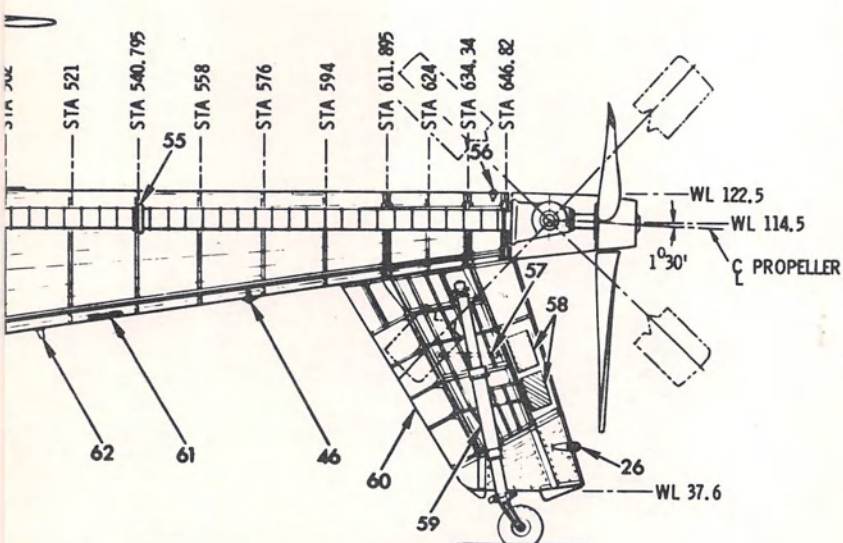 STA 521
STA 540.795
STA 558
STA 576
STA 594
STA 611.895
STA 624
STA 634.34
STA 646.82
55
56
WL 122.5
WL 114.5
1°30'
C
L PROPELLER
57
58
62
61
46
60
59
26
WL 37.6